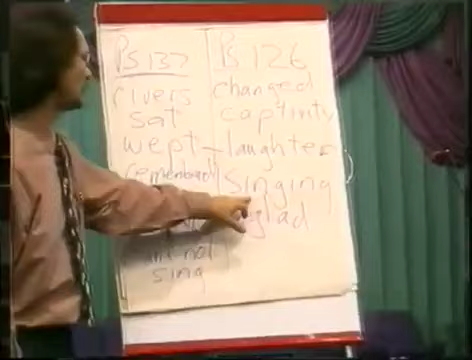 Ps 137
rivers
sat
wept
remembered
not
sing
Ps 126
changed
captivity
laughter
singing
glad